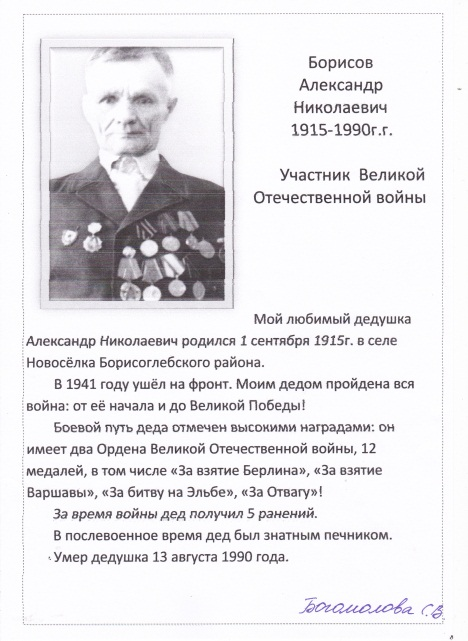 Борисов
Александр
Николаевич
1915-1990г.г.
Участник Великой
Отечественной войны
Мой любимый дедушка
Александр Николаевич родился 1 сентября 1915г. в селе
Новосёлка Борисоглебского района.
В 1941 году ушёл на фронт. Моим дедом пройдена вся
война: от её начала и до Великой Победы!
Боевой путь деда отмечен высокими наградами: он
имеет два Ордена Великой Отечественной войны, 12
медалей, в том числе «За взятие Берлина», «За взятие
Варшавы», «За битву на Эльбе», «За Отвагу»!
За время войны дед получил 5 ранений.
В послевоенное время дед был знатным печником.
Умер дедушка 13 августа 1990 года.
Богомолова С.В.